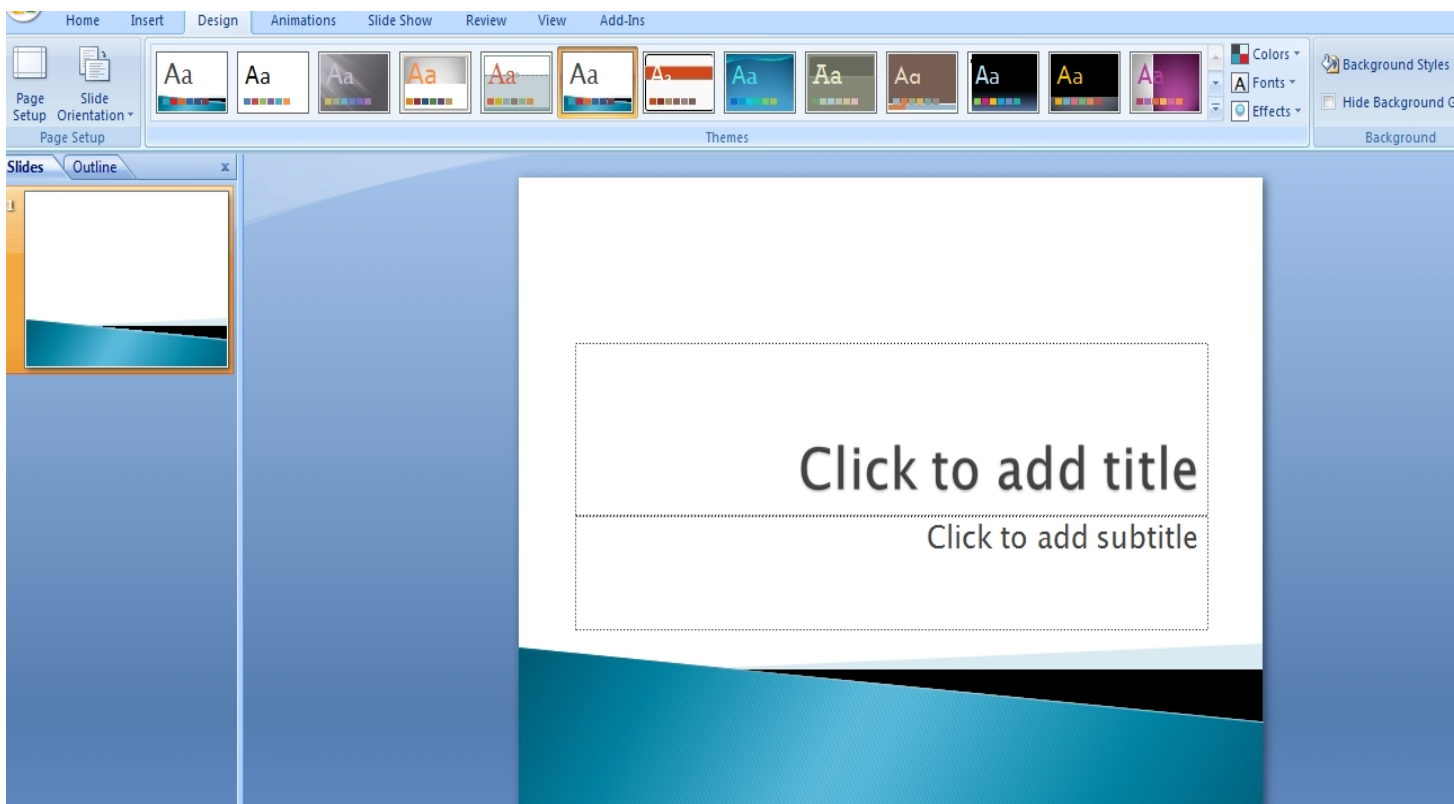 Home Insert Design Animations Slide Show Review View Add-Ins
Page Setup
Slide Orientation
Aa Aa Aa Aa Aa Aa Aa Aa Aa Aa Aa Aa Aa
Colors
Fonts
Effects
Background Styles
Hide Background G
Page Setup Themes Background
Slides Outline x
1
Click to add title
Click to add subtitle